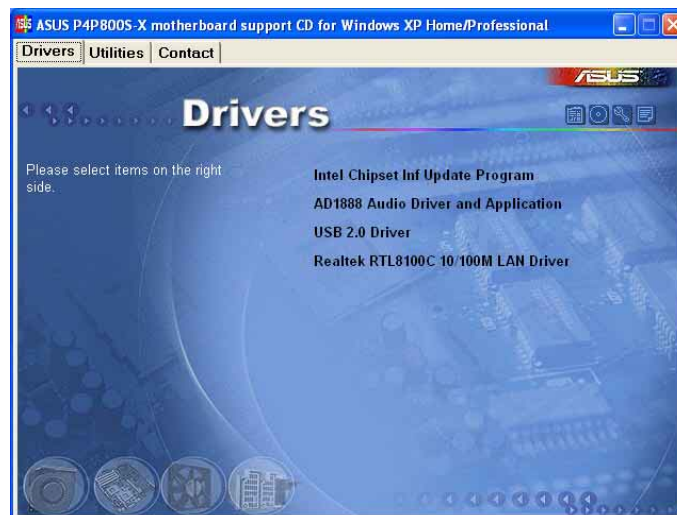 ASUS P4P800S-X motherboard support CD for Windows XP Home/Professional
Drivers Utilities Contact
ASUS
Drivers
Please select items on the right
side.
Intel Chipset Inf Update Program
AD1888 Audio Driver and Application
USB 2.0 Driver
Realtek RTL8100C 10/100M LAN Driver